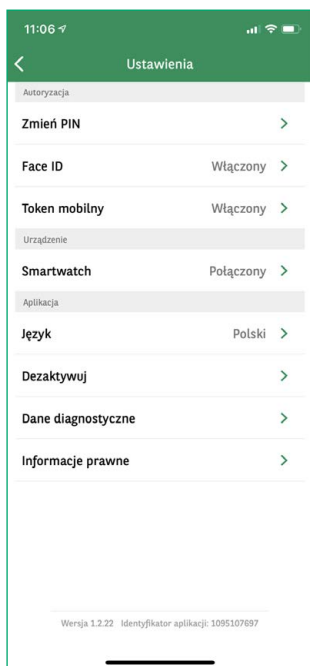 11:06
Ustawienia
Autoryzacja
Zmień PIN
Face ID Włączony
Token mobilny Włączony
Urządzenie
Smartwatch Połączony
Aplikacja
Język Polski
Dezaktywuj
Dane diagnostyczne
Informacje prawne
Wersja 1.2.22 Identyfikator aplikacji: 1095107697